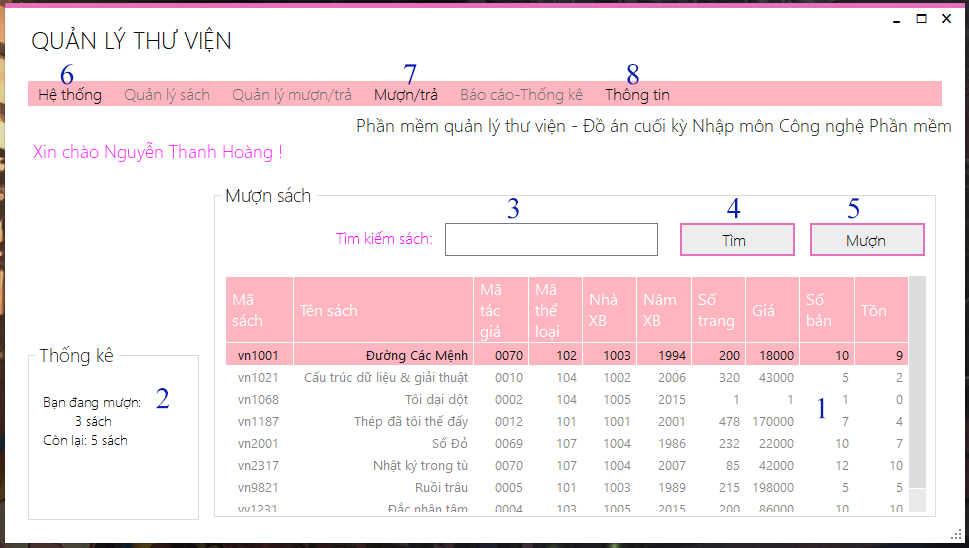 QUẢN LÝ THƯ VIỆN
6 7 8
Hệ thống Quản lý sách Quản lý mượn/trả Mượn/trả Báo cáo-Thống kê Thông tin
Phần mềm quản lý thư viện - Đồ án cuối kỳ Nhập môn Công nghệ Phần mềm
Xin chào Nguyễn Thanh Hoàng !
Mượn sách
3 4 5
Tìm kiếm sách: Tìm Mượn
Mã sách Tên sách Mã tác giả Mã thể loại Nhà XB Năm XB Số trang Giá Số bản Tồn
vn1001 Đường Các Mệnh 0070 102 1003 1994 200 18000 10 9
vn1021 Cấu trúc dữ liệu & giải thuật 0010 104 1002 2006 320 43000 5 2
vn1068 Tôi dại dột 0002 104 1005 2015 1 1 1 0
vn1187 Thép đã tôi thế đấy 0012 101 1001 2001 478 170000 7 4
vn2001 Số Đỏ 0069 107 1004 1986 232 22000 10 7
vn2317 Nhật ký trong tù 0070 107 1004 2007 85 42000 12 10
vn9821 Ruồi trâu 0005 101 1003 1989 215 198000 5 5
vv1231 Đắc nhân tâm 0004 103 1005 2015 200 86000 10 10
1
Thống kê
Bạn đang mượn: 2
3 sách
Còn lại: 5 sách